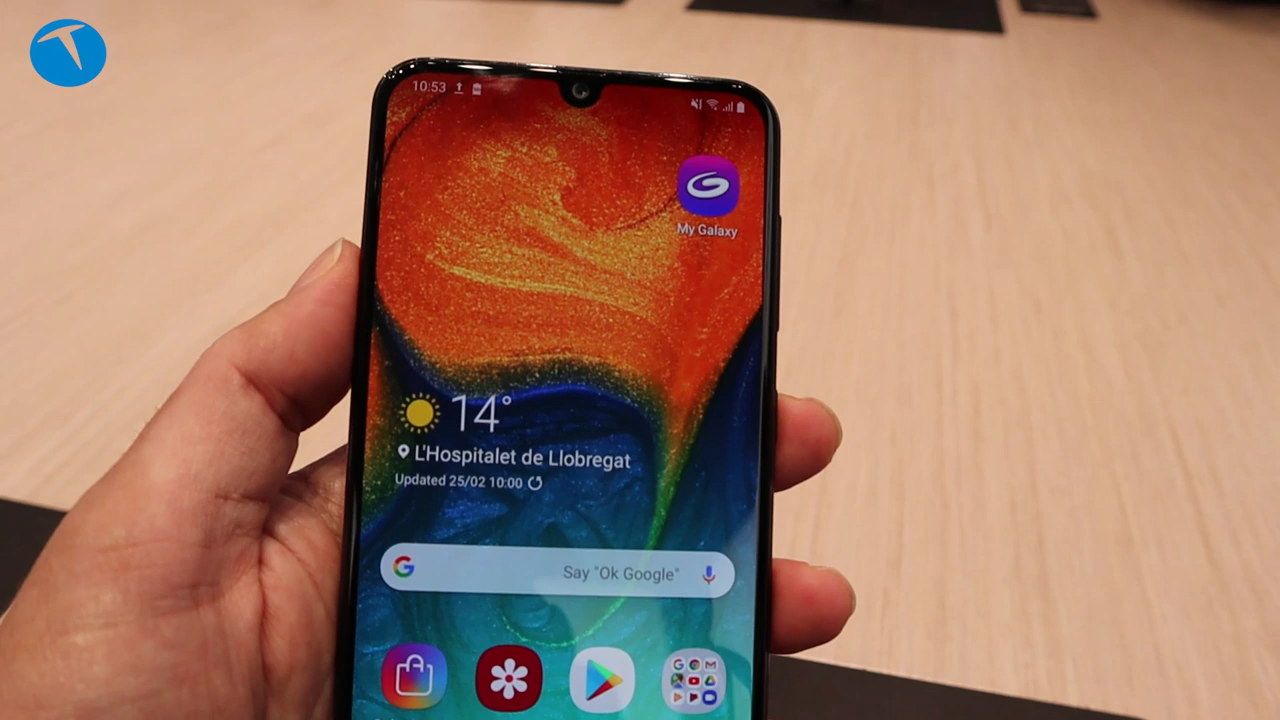 10:53
My Galaxy
14°
L'Hospitalet de Llobregat
Updated 25/02 10:00
Say "Ok Google"